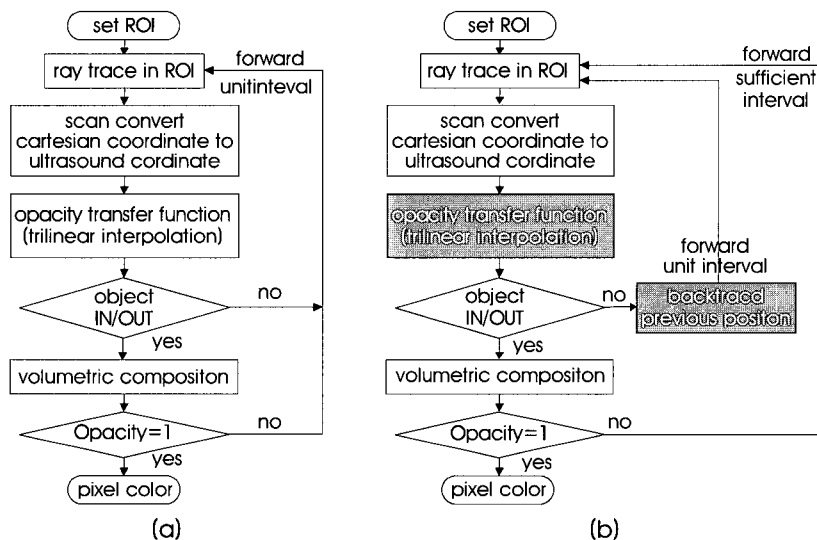 set ROI
ray trace in ROI
forward
unitinteval
scan convert
cartesian coordinate to
ultrasound cordinate
opacity transfer function
(trilinear interpolation)
object
IN/OUT
no
yes
volumetric compositon
Opacity=1
no
yes
pixel color
(a)
set ROI
ray trace in ROI
forward
sufficient
interval
scan convert
cartesian coordinate to
ultrasound cordinate
opacity transfer function
(trilinear interpolation)
forward
unit interval
object
IN/OUT
no
backtracd
previous positon
yes
volumetric compositon
Opacity=1
no
yes
pixel color
(b)